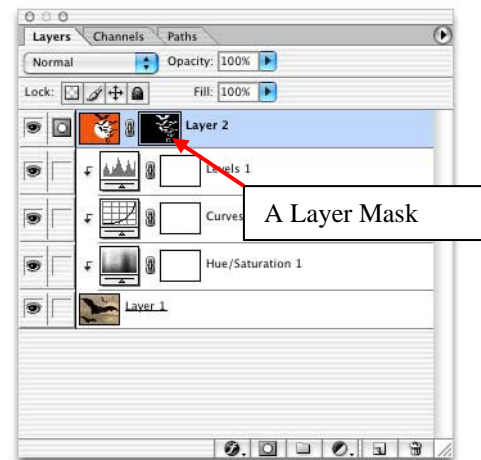 Layers Channels Paths
Normal Opacity: 100%
Lock: Fill: 100%
Layer 2
Levels 1
A Layer Mask
Curves
Hue/Saturation 1
Layer 1